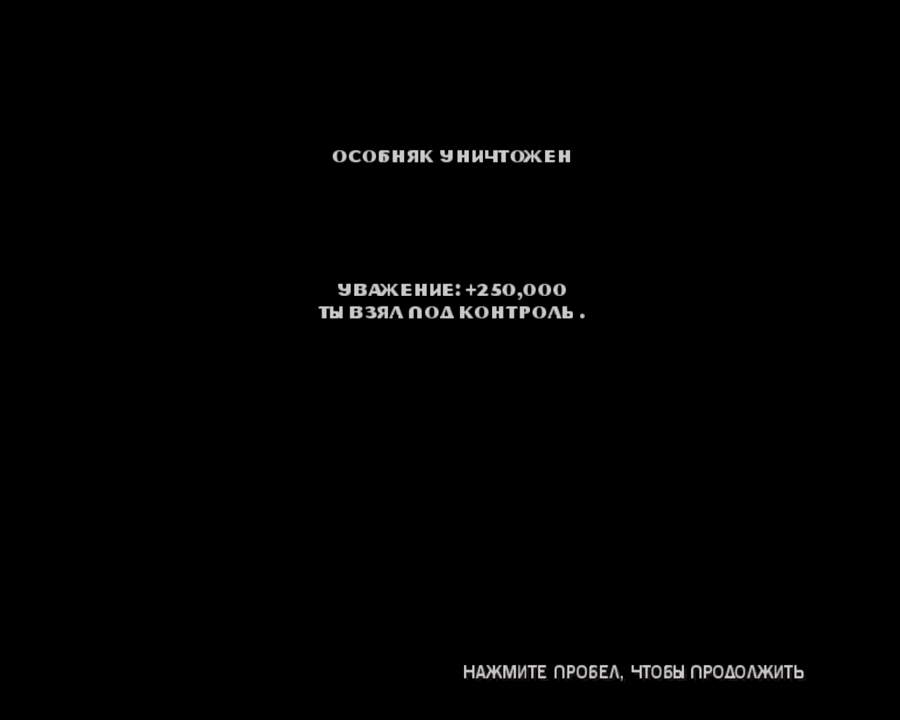 ОСОБНЯК УНИЧТОЖЕН
УВАЖЕНИЕ: +250,000
ТЫ ВЗЯЛ ПОД КОНТРОЛЬ .
НАЖМИТЕ ПРОБЕЛ, ЧТОБЫ ПРОДОЛЖИТЬ